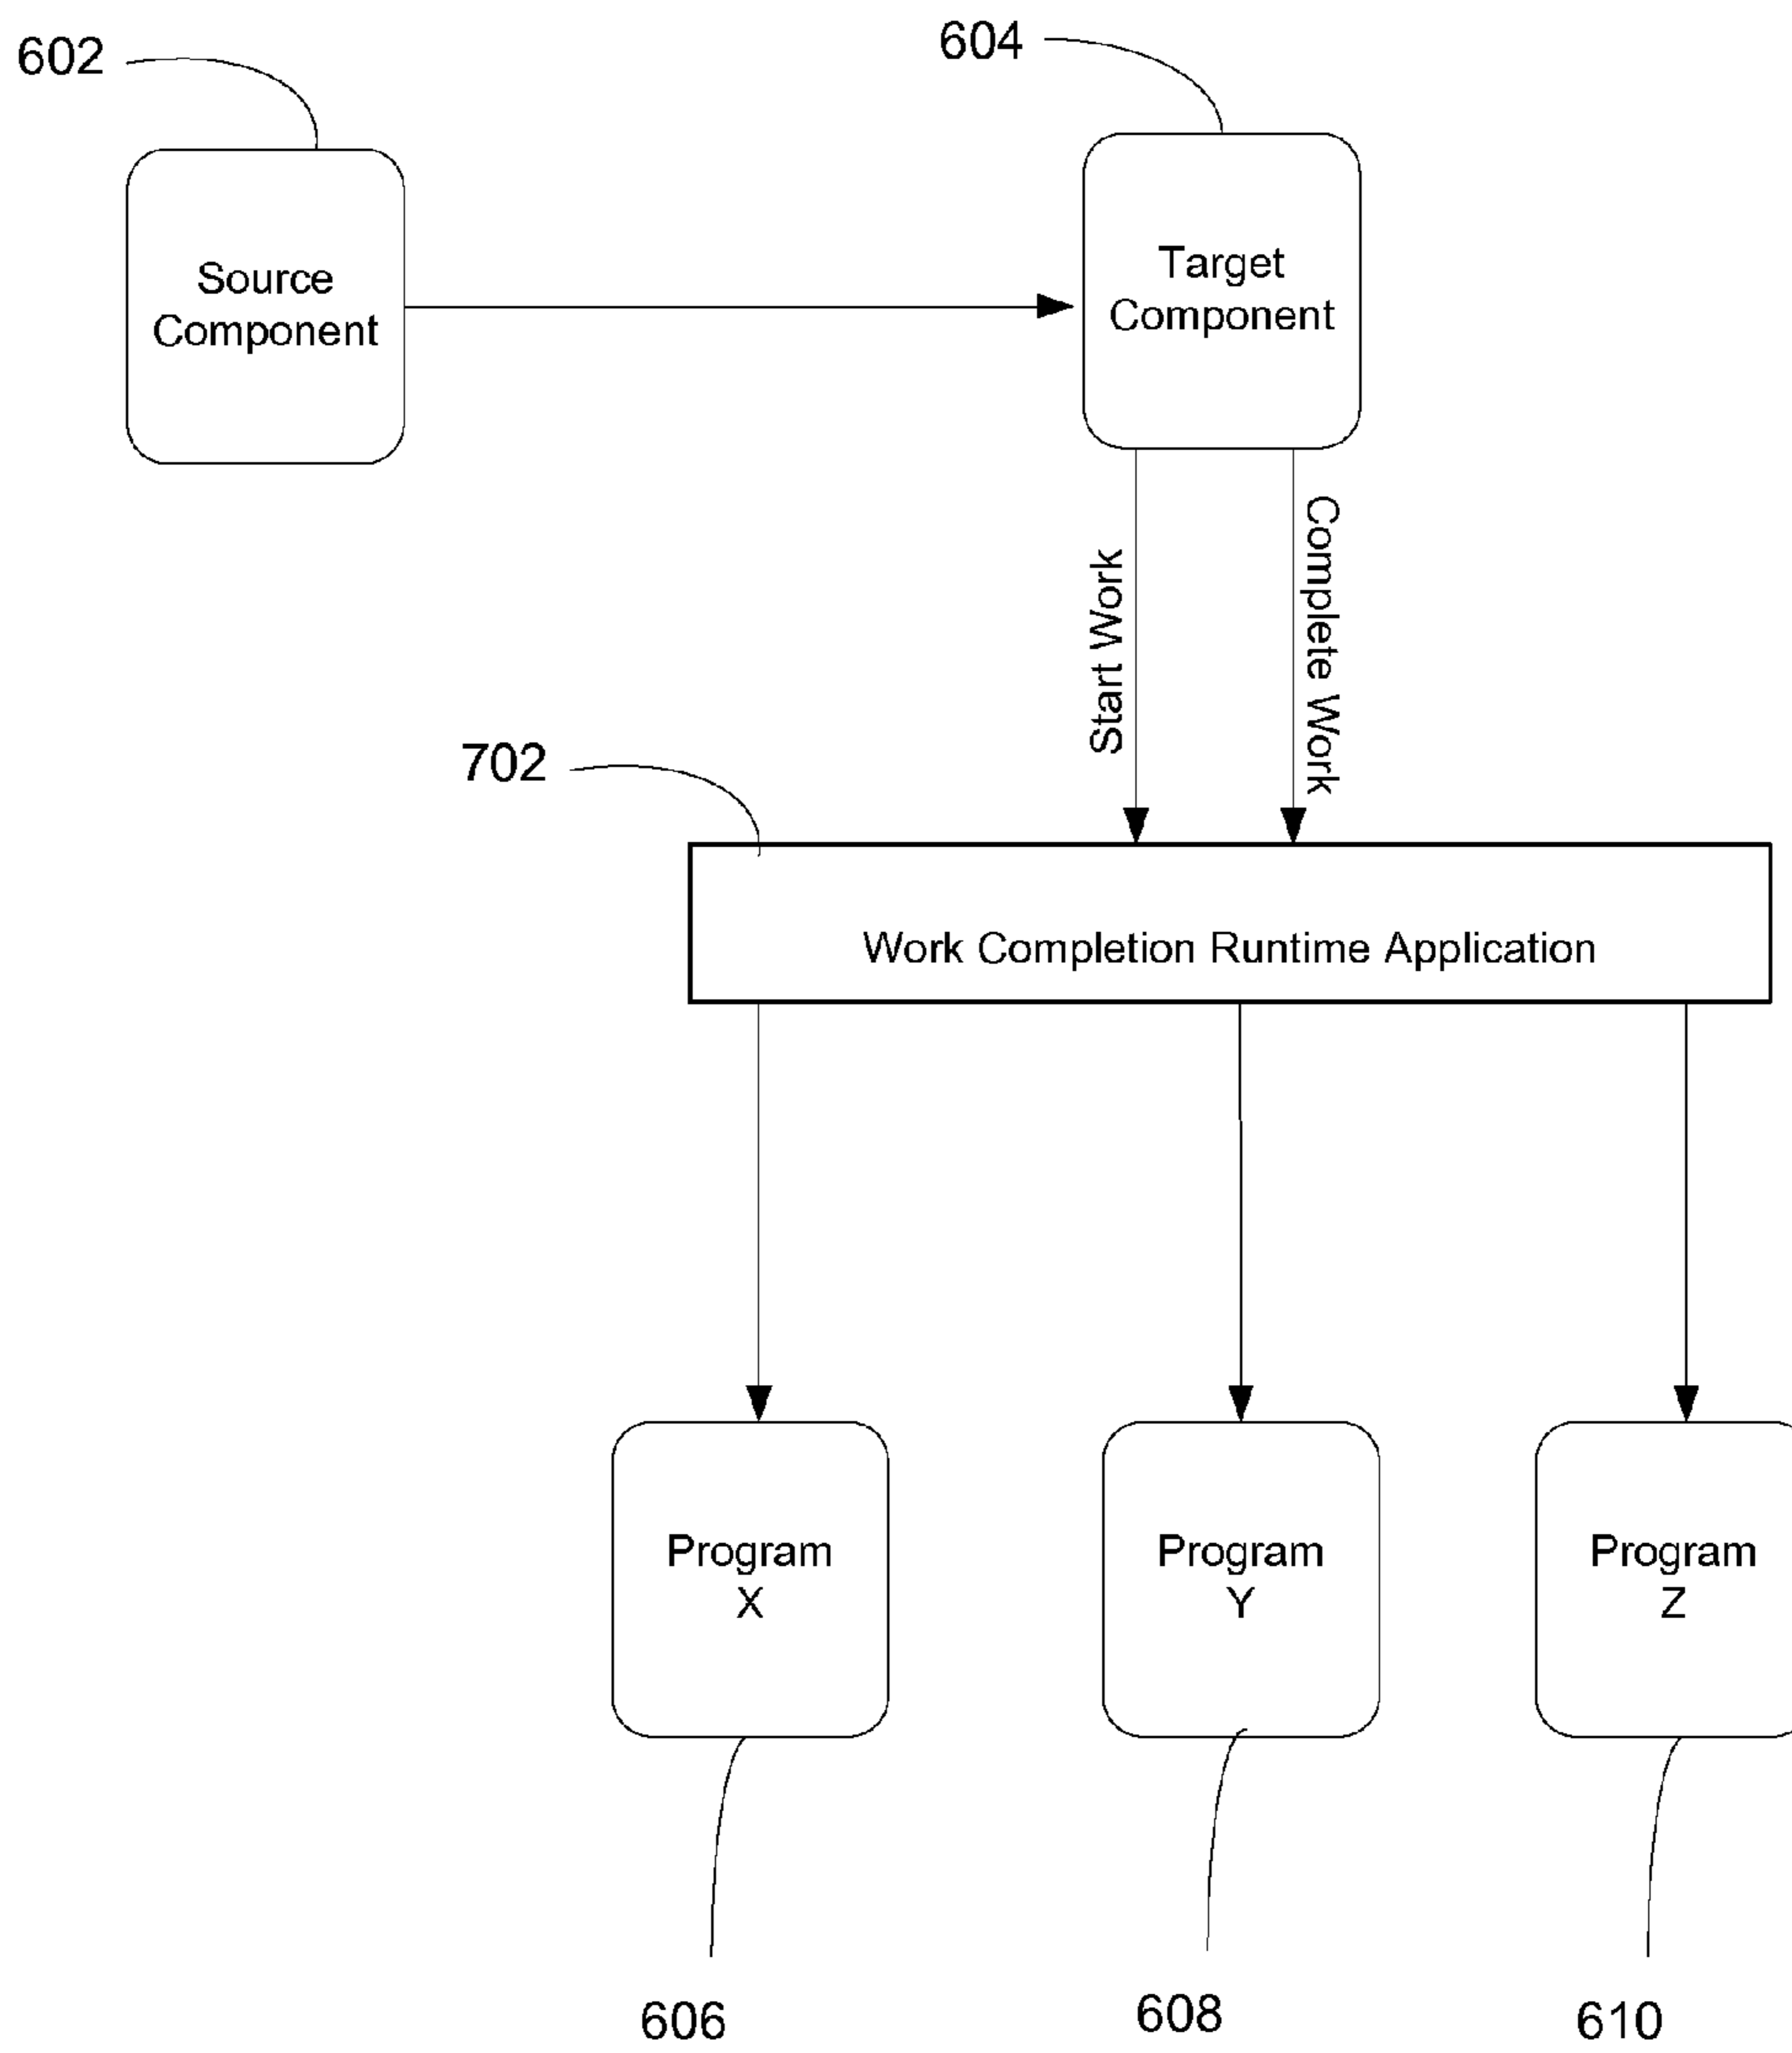 602
604
Source
Component
Target
Component
Start Work
Complete Work
702
Work Completion Runtime Application
Program
X
Program
Y
Program
Z
606
608
610